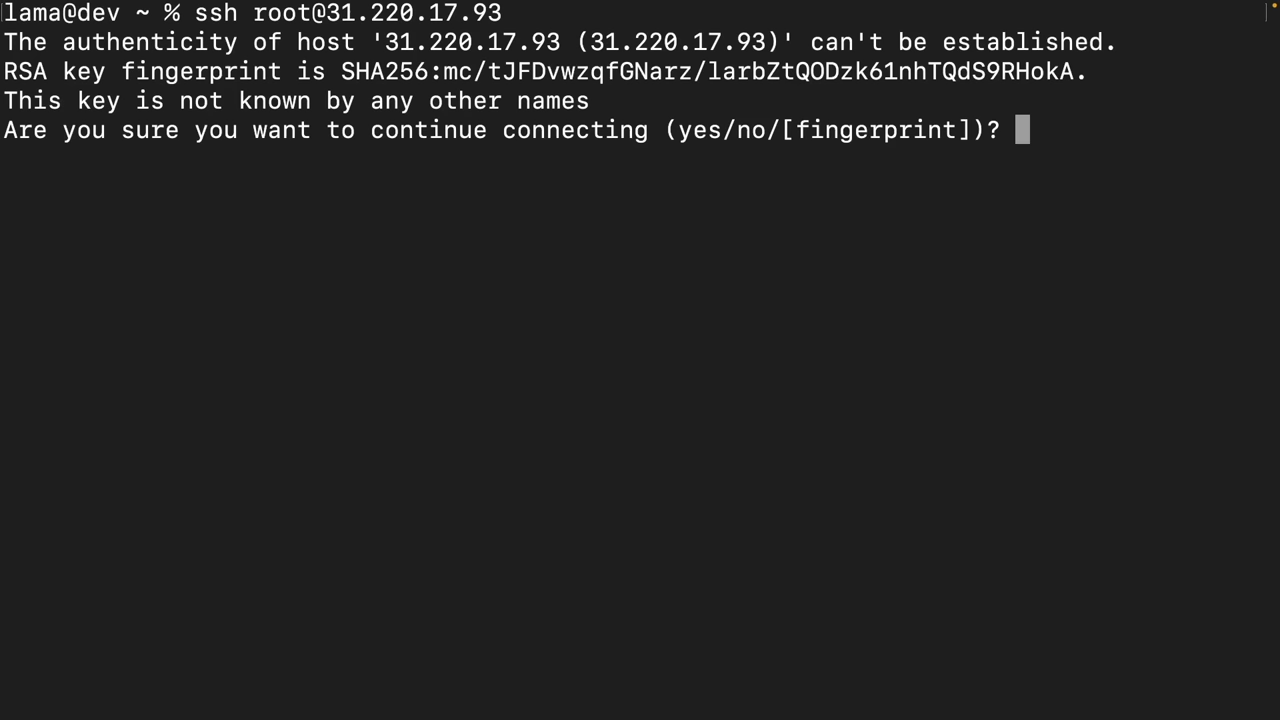 lama@dev ~ % ssh root@31.220.17.93
The authenticity of host '31.220.17.93 (31.220.17.93)' can't be established.
RSA key fingerprint is SHA256:mc/tJFDvwzqfGNarz/larbZtQODzk61nhTQdS9RHokA.
This key is not known by any other names
Are you sure you want to continue connecting (yes/no/[fingerprint])?